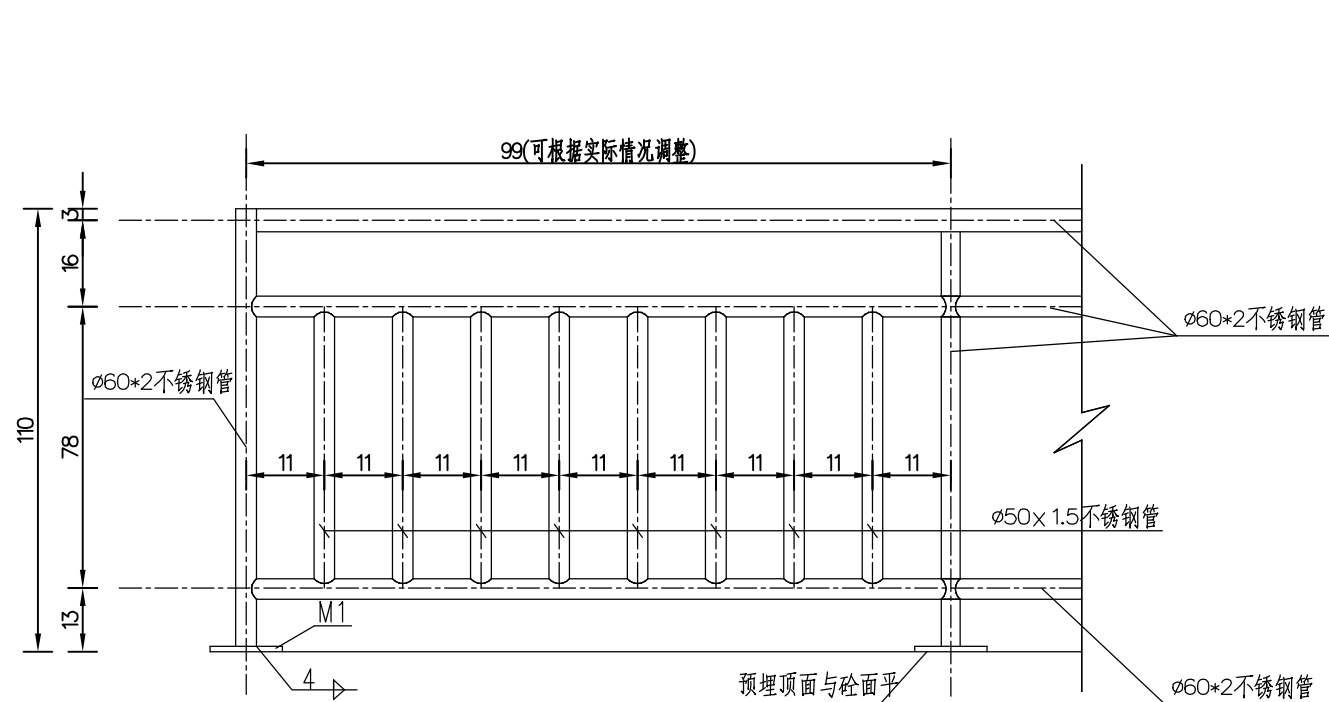 99(可根据实际情况调整)
3
16
ø60*2不锈钢管
ø60*2不锈钢管
110
78
11 11 11 11 11 11 11 11 11
ø50x1.5不锈钢管
13
M1
4
预埋顶面与砼面平
ø60*2不锈钢管